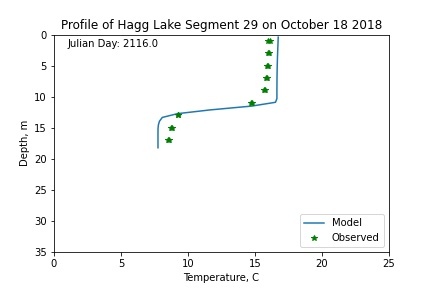 Profile of Hagg Lake Segment 29 on October 18 2018
Julian Day: 2116.0
0
5
10
15
20
25
30
35
Depth, m
0 5 10 15 20 25
Temperature, C
Model
Observed